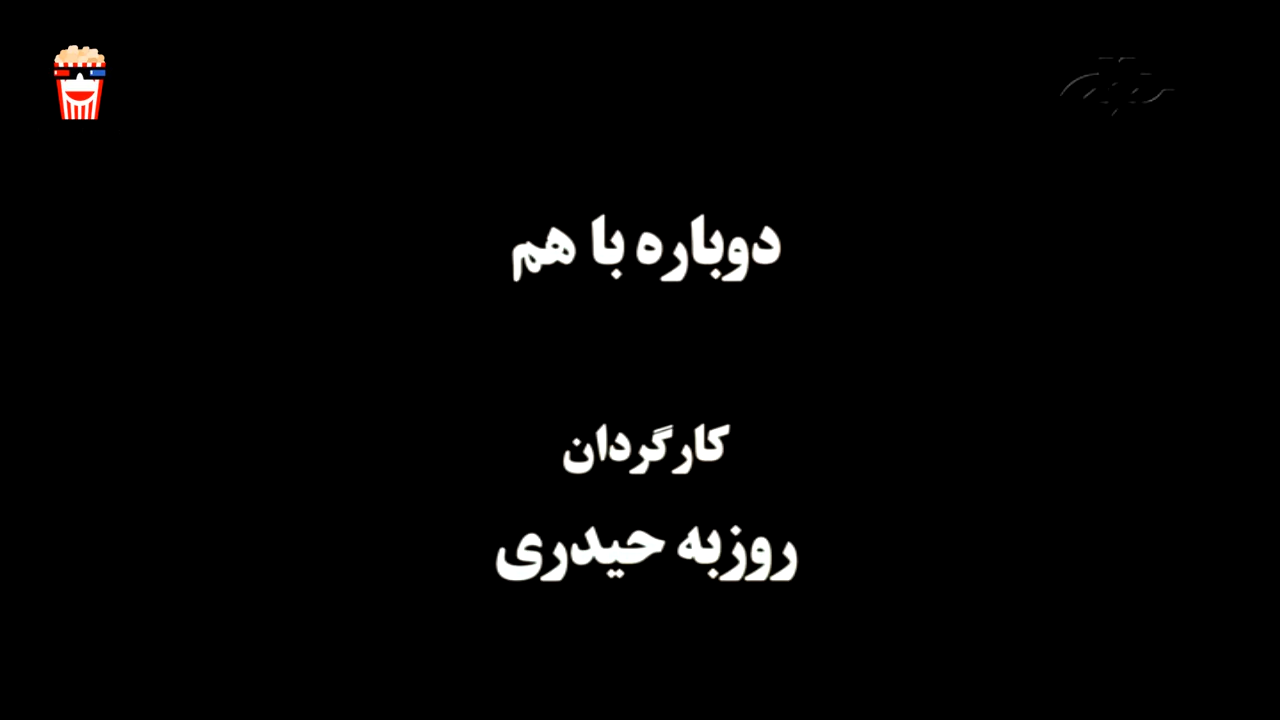 دوباره با هم
کارگردان
روزبه حیدری